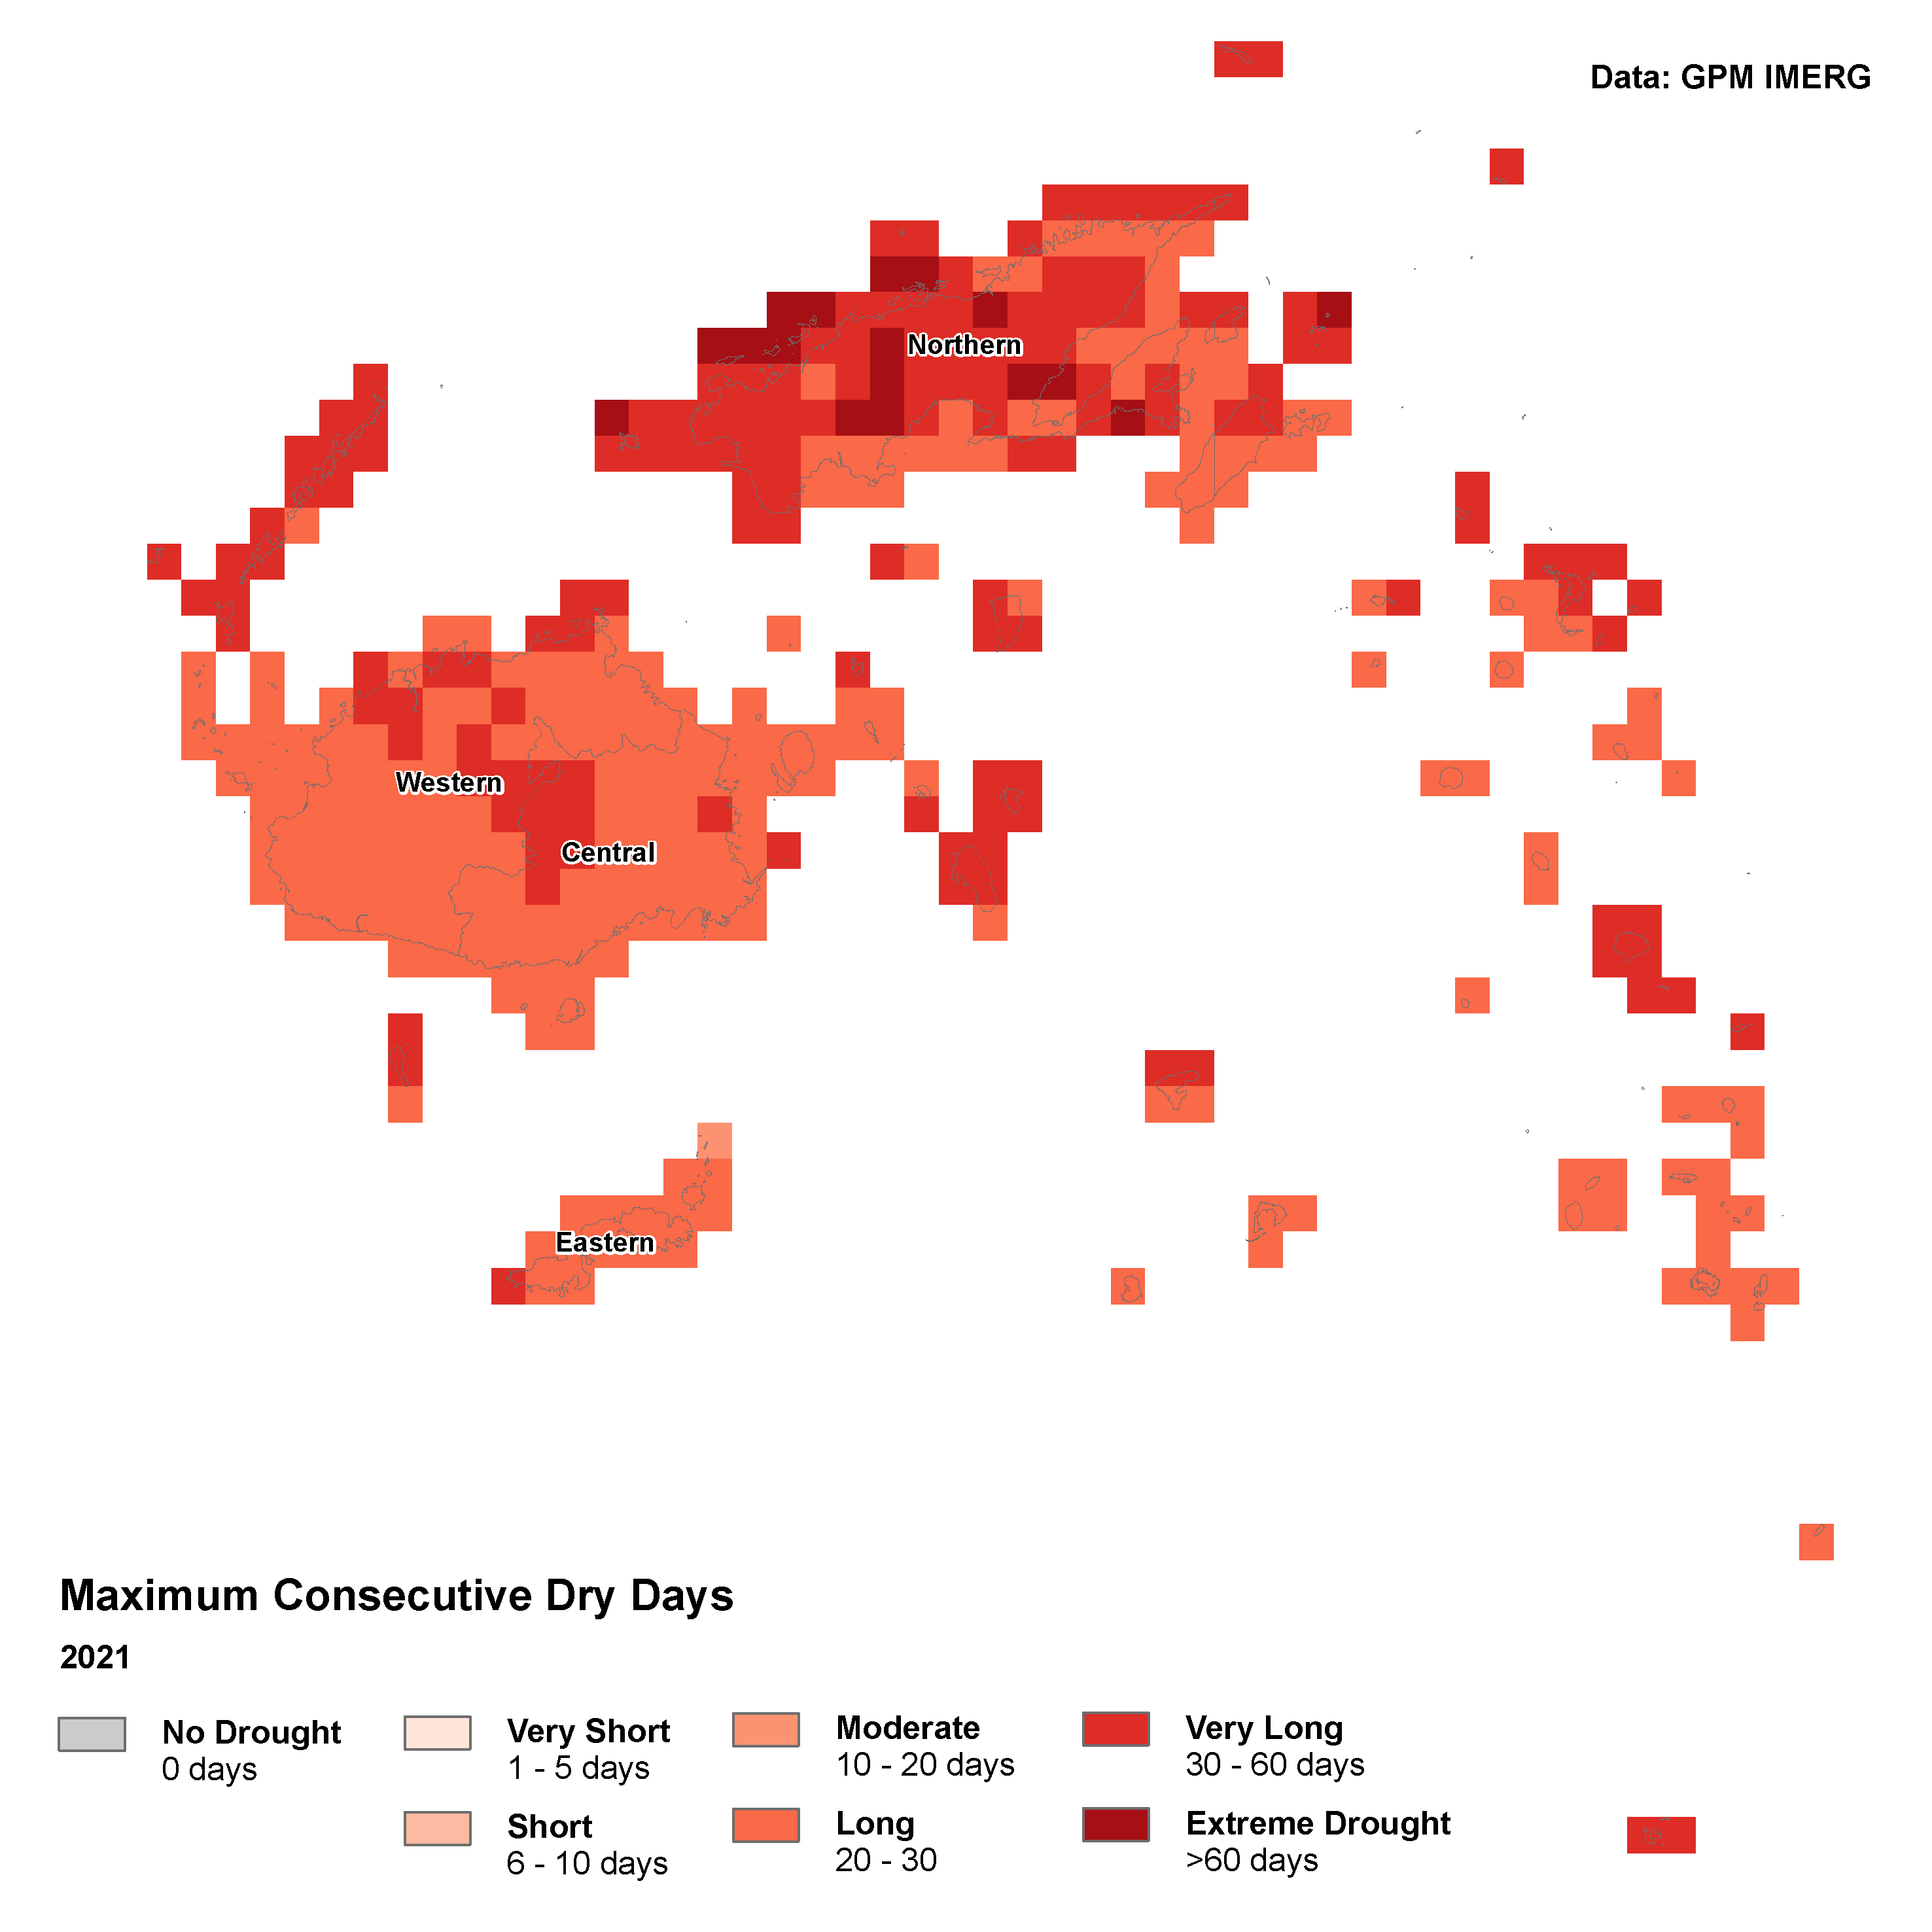 Data: GPM IMERG
Northern
Western
Central
Eastern
Maximum Consecutive Dry Days
2021
No Drought
0 days
Very Short
1 - 5 days
Short
6 - 10 days
Moderate
10 - 20 days
Long
20 - 30
Very Long
30 - 60 days
Extreme Drought
>60 days